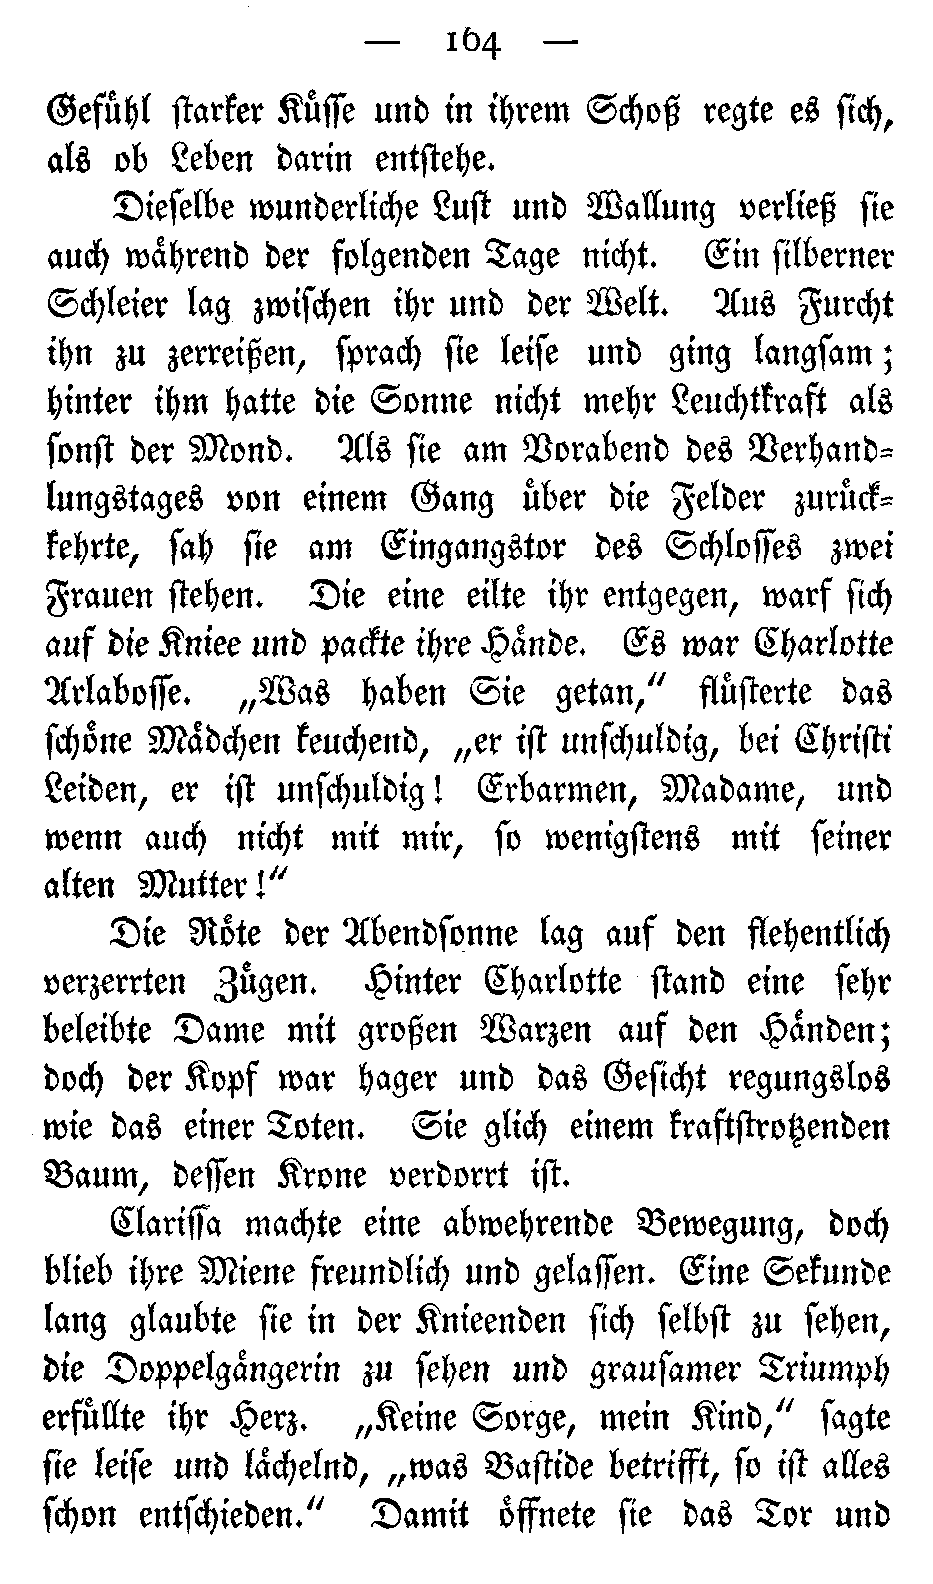 — 164 —
Gefühl starker Küsse und in ihrem Schoß regte es sich,
als ob Leben darin entstehe.
Dieselbe wunderliche Lust und Wallung verließ sie
auch während der folgenden Tage nicht. Ein silberner
Schleier lag zwischen ihr und der Welt. Aus Furcht
ihn zu zerreißen, sprach sie leise und ging langsam;
hinter ihm hatte die Sonne nicht mehr Leuchtkraft als
sonst der Mond. Als sie am Vorabend des Verhand-
lungstages von einem Gang über die Felder zurück-
kehrte, sah sie am Eingangstor des Schlosses zwei
Frauen stehen. Die eine eilte ihr entgegen, warf sich
auf die Kniee und packte ihre Hände. Es war Charlotte
Arlabosse. „Was haben Sie getan,“ flüsterte das
schöne Mädchen keuchend, „er ist unschuldig, bei Christi
Leiden, er ist unschuldig! Erbarmen, Madame, und
wenn auch nicht mit mir, so wenigstens mit seiner
alten Mutter!“
Die Röte der Abendsonne lag auf den flehentlich
verzerrten Zügen. Hinter Charlotte stand eine sehr
beleibte Dame mit großen Warzen auf den Händen;
doch der Kopf war hager und das Gesicht regungslos
wie das einer Toten. Sie glich einem kraftstrotzenden
Baum, dessen Krone verdorrt ist.
Clarissa machte eine abwehrende Bewegung, doch
blieb ihre Miene freundlich und gelassen. Eine Sekunde
lang glaubte sie in der Knieenden sich selbst zu sehen,
die Doppelgängerin zu sehen und grausamer Triumph
erfüllte ihr Herz. „Keine Sorge, mein Kind,“ sagte
sie leise und lächelnd, „was Bastide betrifft, so ist alles
schon entschieden.“ Damit öffnete sie das Tor und